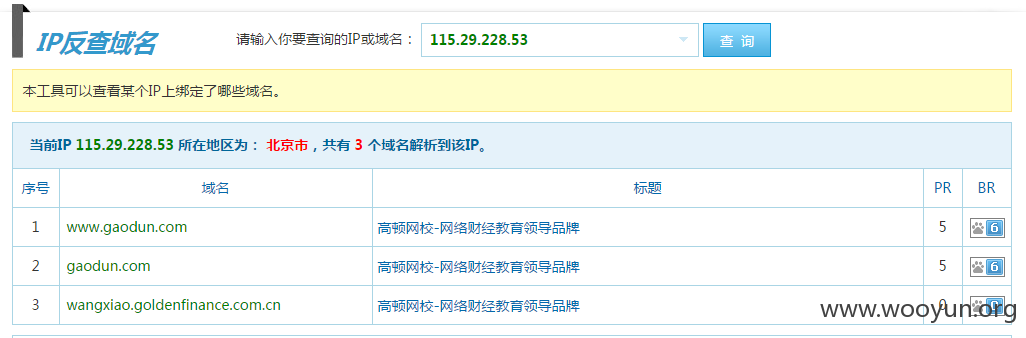 IP反查域名 请输入你要查询的IP或域名： 115.29.228.53 查 询
本工具可以查看某个IP上绑定了哪些域名。
当前IP 115.29.228.53 所在地区为： 北京市，共有 3 个域名解析到该IP。
序号 域名 标题 PR BR
1 www.gaodun.com 高顿网校-网络财经教育领导品牌 5 6
2 gaodun.com 高顿网校-网络财经教育领导品牌 5 6
3 wangxiao.goldenfinance.com.cn 高顿网校-网络财经教育领导品牌 0 0
www.wooyun.org